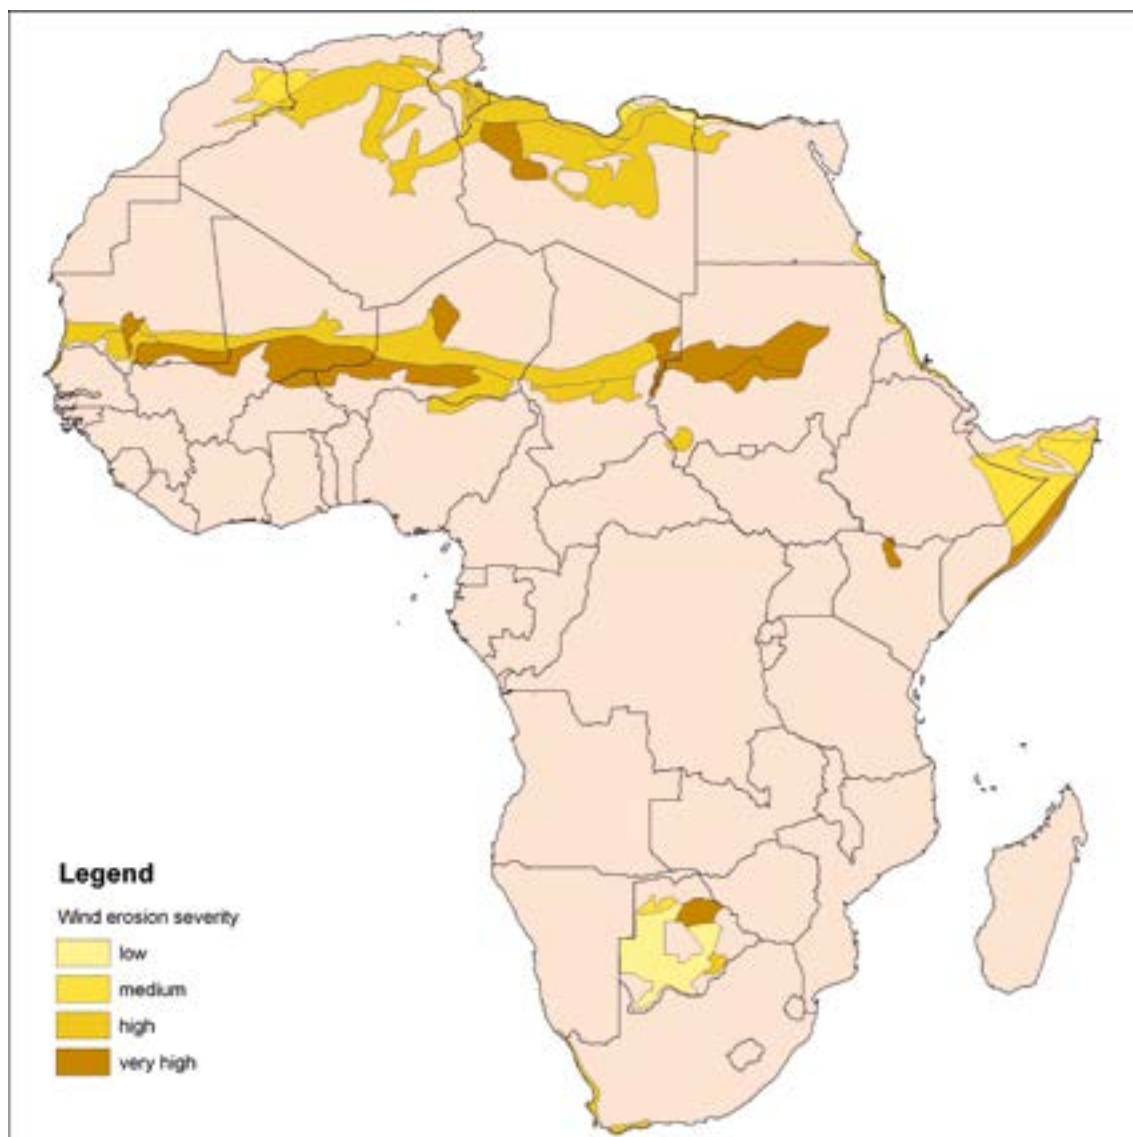 Legend
Wind erosion severity
low
medium
high
very high